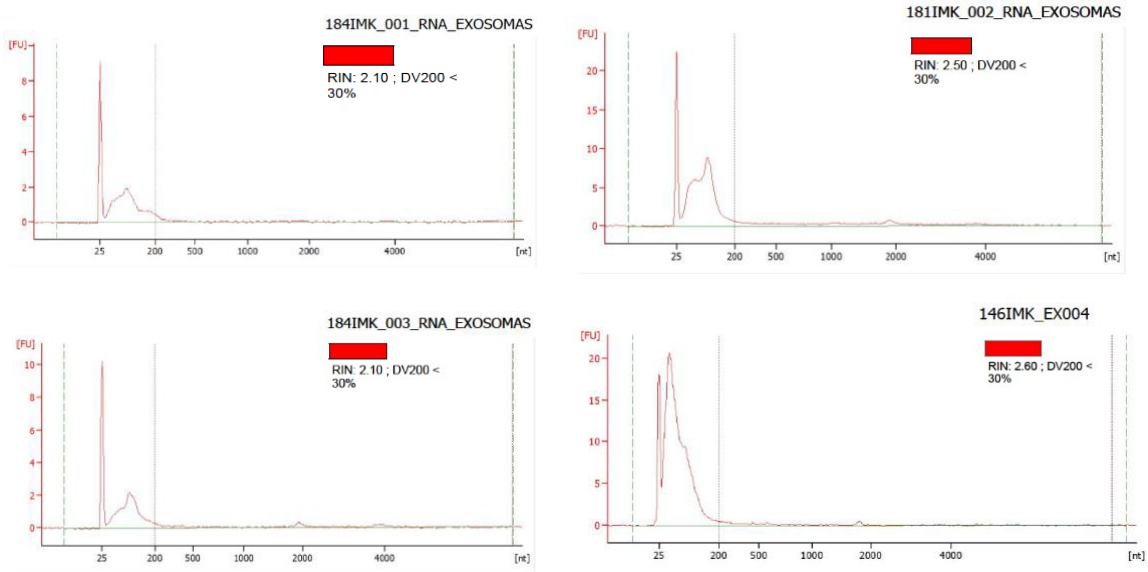 184IMK_001_RNA_EXOSOMAS
[FU]
RIN: 2.10 ; DV200 <
30%
8
6
4
2
0
25 200 500 1000 2000 4000 [nt]
181IMK_002_RNA_EXOSOMAS
[FU]
RIN: 2.50 ; DV200 <
30%
20
15
10
5
0
25 200 500 1000 2000 4000 [nt]
184IMK_003_RNA_EXOSOMAS
[FU]
RIN: 2.10 ; DV200 <
30%
10
8
6
4
2
0
25 200 500 1000 2000 4000 [nt]
146IMK_EX004
[FU]
RIN: 2.60 ; DV200 <
30%
20
15
10
5
0
25 200 500 1000 2000 4000 [nt]